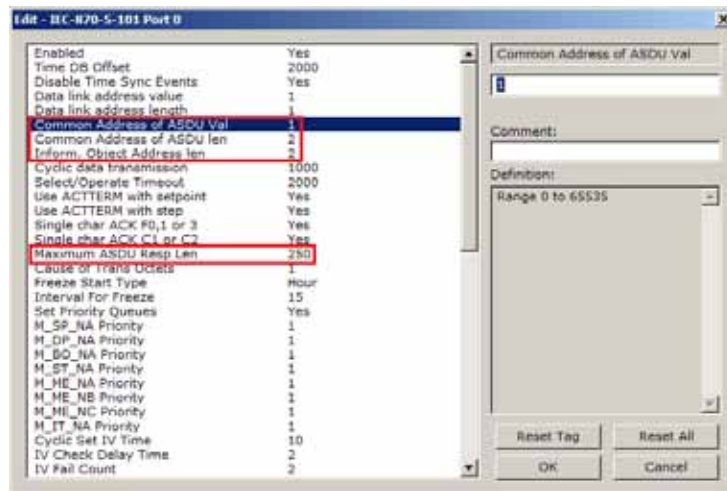 Edit - IEC-870-5-101 Port 0
Enabled Yes
Time DB Offset 2000
Disable Time Sync Events Yes
Data link address value 1
Data link address length 1
Common Address of ASDU Val 1
Common Address of ASDU len 2
Inform. Object Address len 2
Cyclic data transmission 1000
Select/Operate Timeout 2000
Use ACTTERM with setpoint Yes
Use ACTTERM with step Yes
Single char ACK F0,1 or 3 Yes
Single char ACK C1 or C2 Yes
Maximum ASDU Resp Len 250
Cause of Trans Octets 1
Freeze Start Type Hour
Interval For Freeze 15
Set Priority Queues Yes
M_SP_NA Priority 1
M_DP_NA Priority 1
M_BO_NA Priority 1
M_ST_NA Priority 1
M_ME_NA Priority 1
M_ME_NB Priority 1
M_ME_NC Priority 1
M_IT_NA Priority 1
Cyclic Set IV Time 10
IV Check Delay Time 2
IV Fail Count 2
Common Address of ASDU Val
1
Comment:
Definition:
Range 0 to 65535
Reset Tag Reset All
OK Cancel